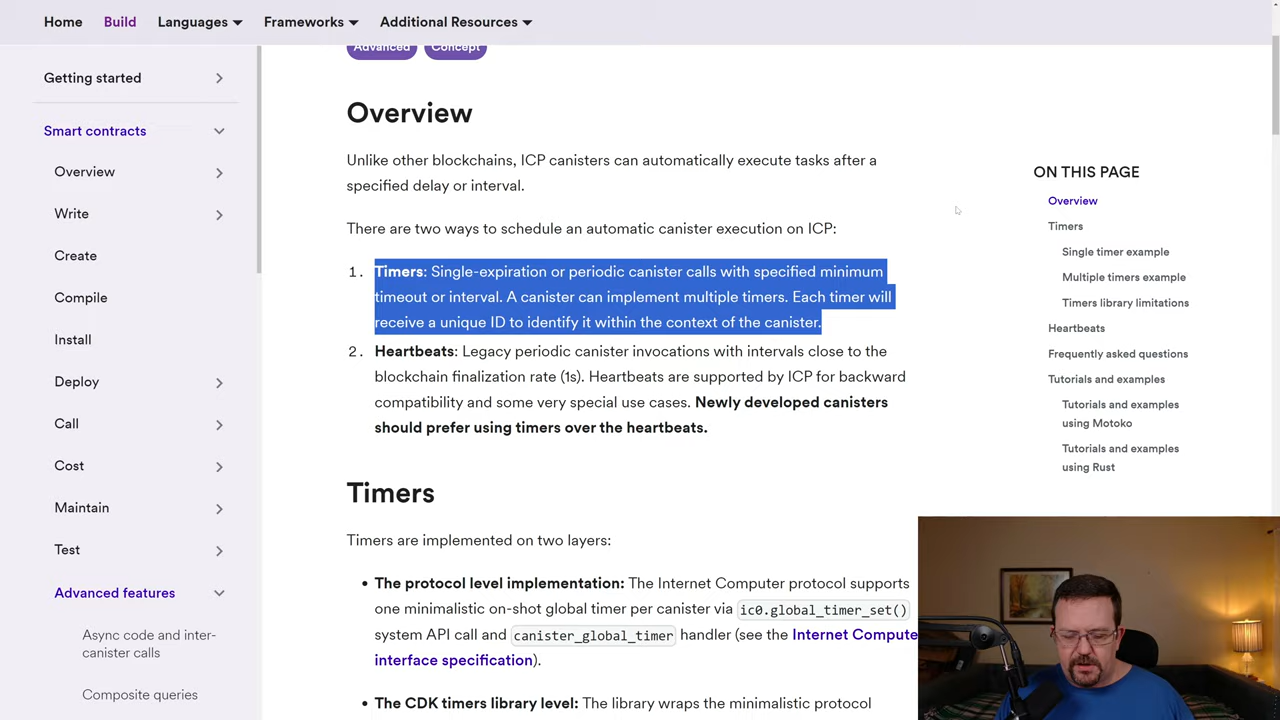 Home Build Languages Frameworks Additional Resources
Getting started
Smart contracts
Overview
Write
Create
Compile
Install
Deploy
Call
Cost
Maintain
Test
Advanced features
Async code and inter-
canister calls
Composite queries
Advanced Concept
Overview
Unlike other blockchains, ICP canisters can automatically execute tasks after a
specified delay or interval.
There are two ways to schedule an automatic canister execution on ICP:
1. Timers: Single-expiration or periodic canister calls with specified minimum
timeout or interval. A canister can implement multiple timers. Each timer will
receive a unique ID to identify it within the context of the canister.
2. Heartbeats: Legacy periodic canister invocations with intervals close to the
blockchain finalization rate (1s). Heartbeats are supported by ICP for backward
compatibility and some very special use cases. Newly developed canisters
should prefer using timers over the heartbeats.
Timers
Timers are implemented on two layers:
• The protocol level implementation: The Internet Computer protocol supports
one minimalistic on-shot global timer per canister via ic0.global_timer_set()
system API call and canister_global_timer handler (see the Internet Compute
interface specification).
• The CDK timers library level: The library wraps the minimalistic protocol
ON THIS PAGE
Overview
Timers
Single timer example
Multiple timers example
Timers library limitations
Heartbeats
Frequently asked questions
Tutorials and examples
Tutorials and examples
using Motoko
Tutorials and examples
using Rust